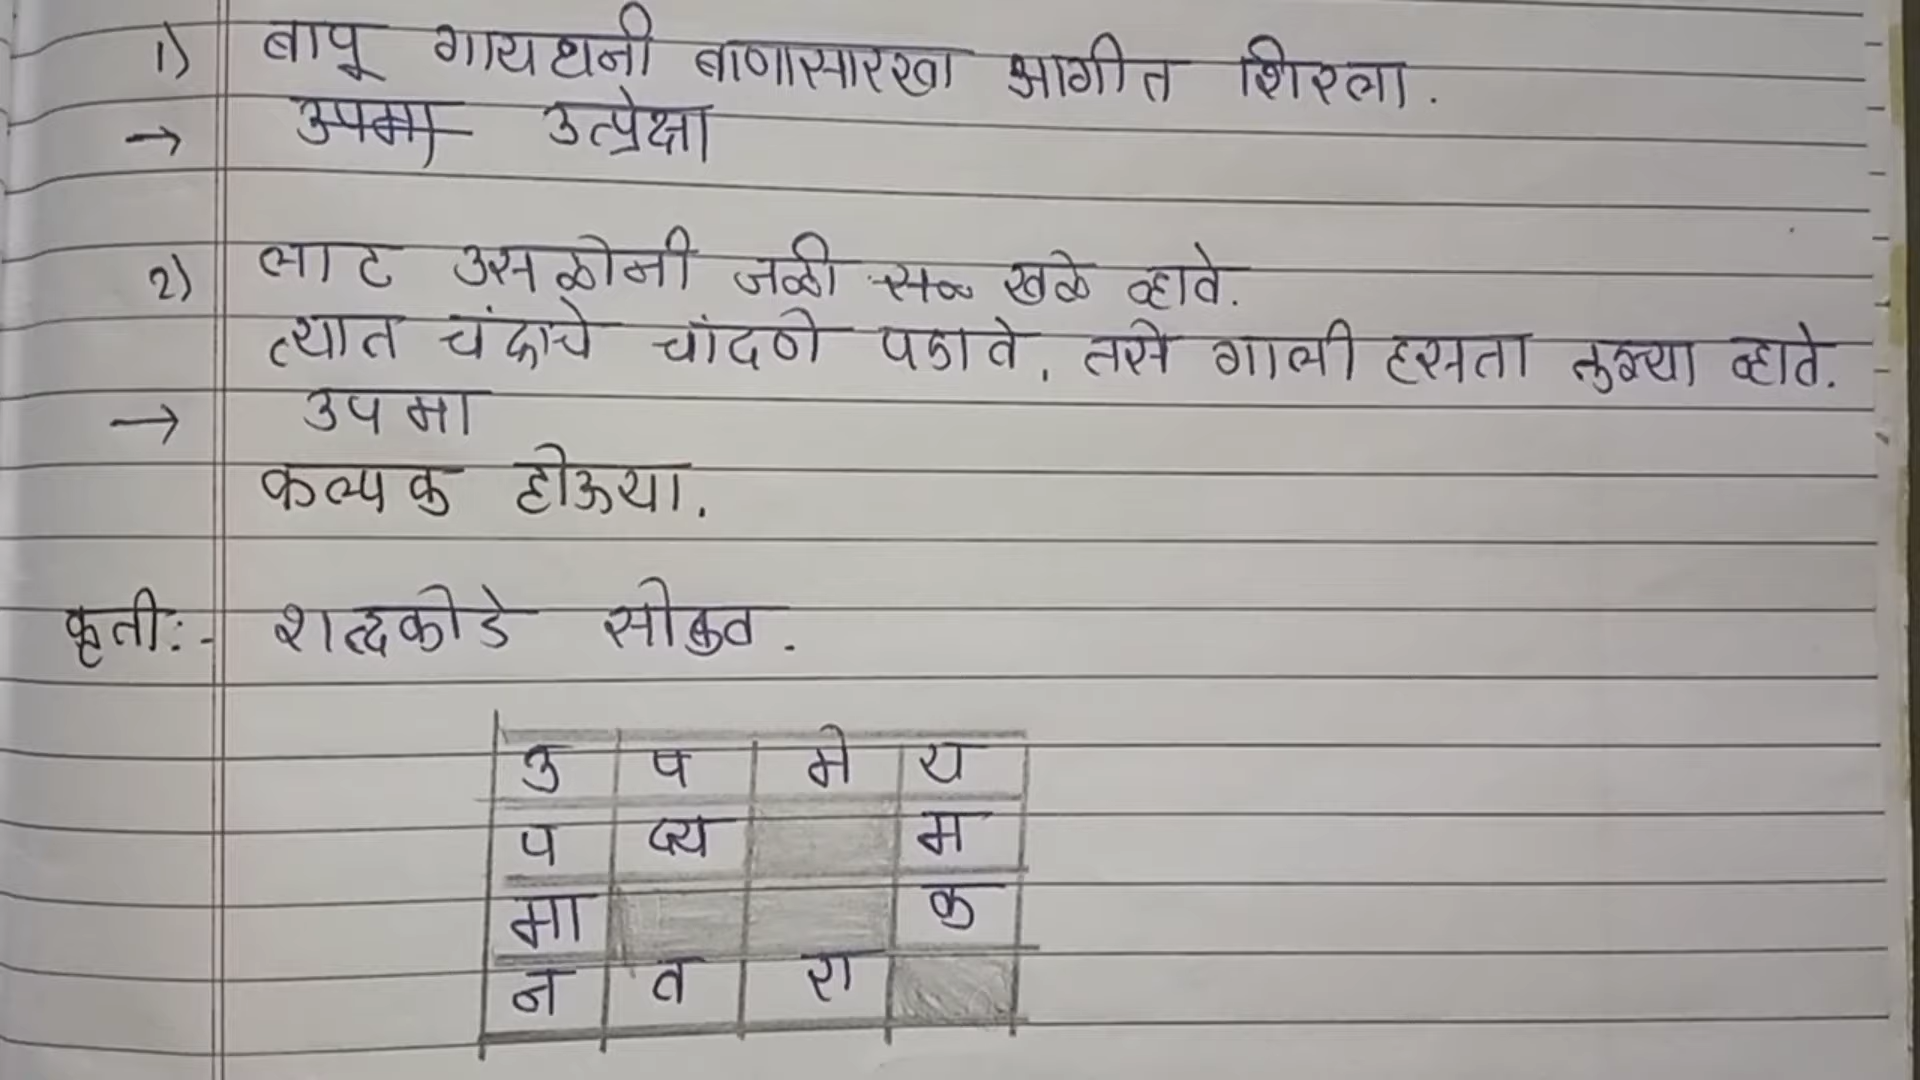 1) बापू गायधनी बाणासारखा आगीत शिरला.
→ उपमा उत्प्रेक्षा
2) लाट उसळोनी जळी खळे व्हावे.
त्यात चंद्राचे चांदणे पडावे, तसे गाली हसता तुझ्या व्हावे.
→ उपमा
कल्पक होऊया.
कृती:- शब्दकोडे सोडव.
उ प मे य
प द्य म
मा क
न व रा